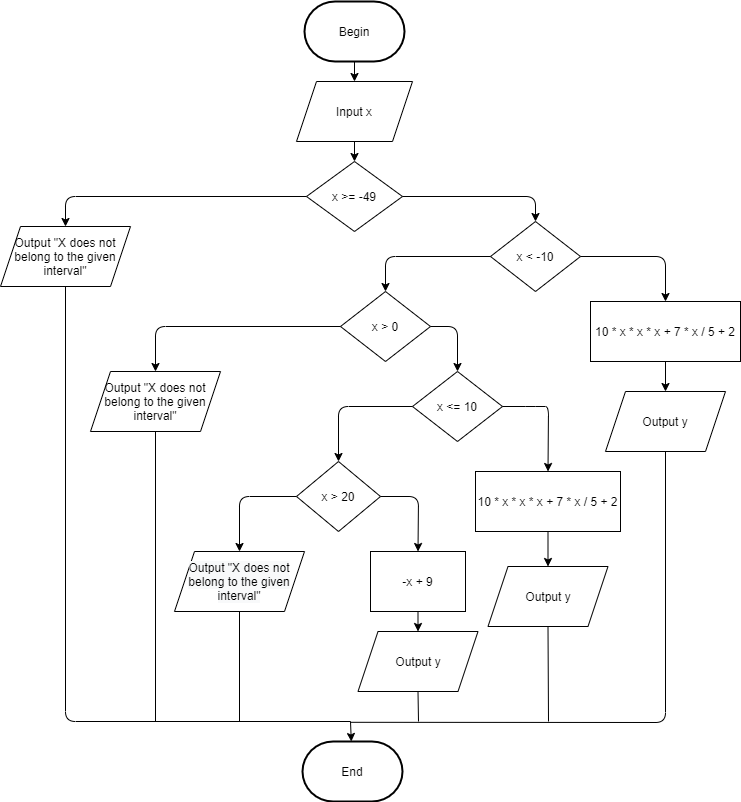 Begin
Input x
x >= -49
Output "X does not
belong to the given
interval"
x < -10
x > 0
10 * x * x * x + 7 * x / 5 + 2
Output "X does not
belong to the given
interval"
x <= 10
Output y
x > 20
10 * x * x * x + 7 * x / 5 + 2
Output "X does not
belong to the given
interval"
-x + 9
Output y
Output y
End